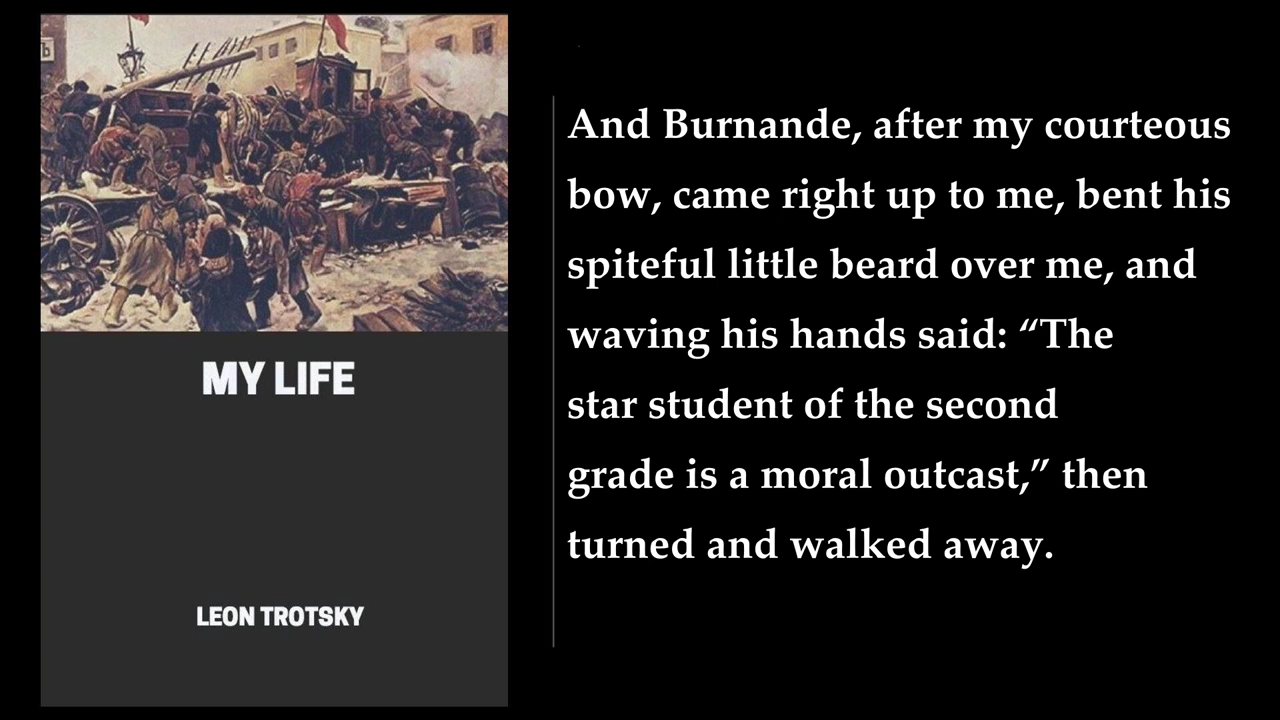 MY LIFE
LEON TROTSKY
And Burnande, after my courteous
bow, came right up to me, bent his
spiteful little beard over me, and
waving his hands said: “The
star student of the second
grade is a moral outcast,” then
turned and walked away.